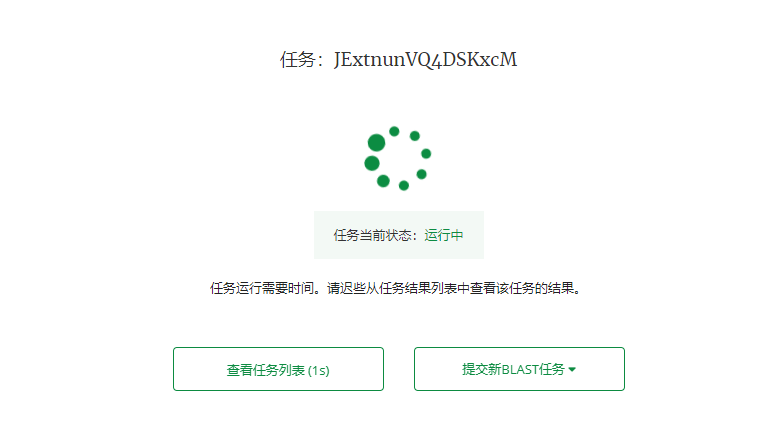 任务：JExtnunVQ4DSKxcM
任务当前状态：运行中
任务运行需要时间。请迟些从任务结果列表中查看该任务的结果。
查看任务列表 (1s)
提交新BLAST任务